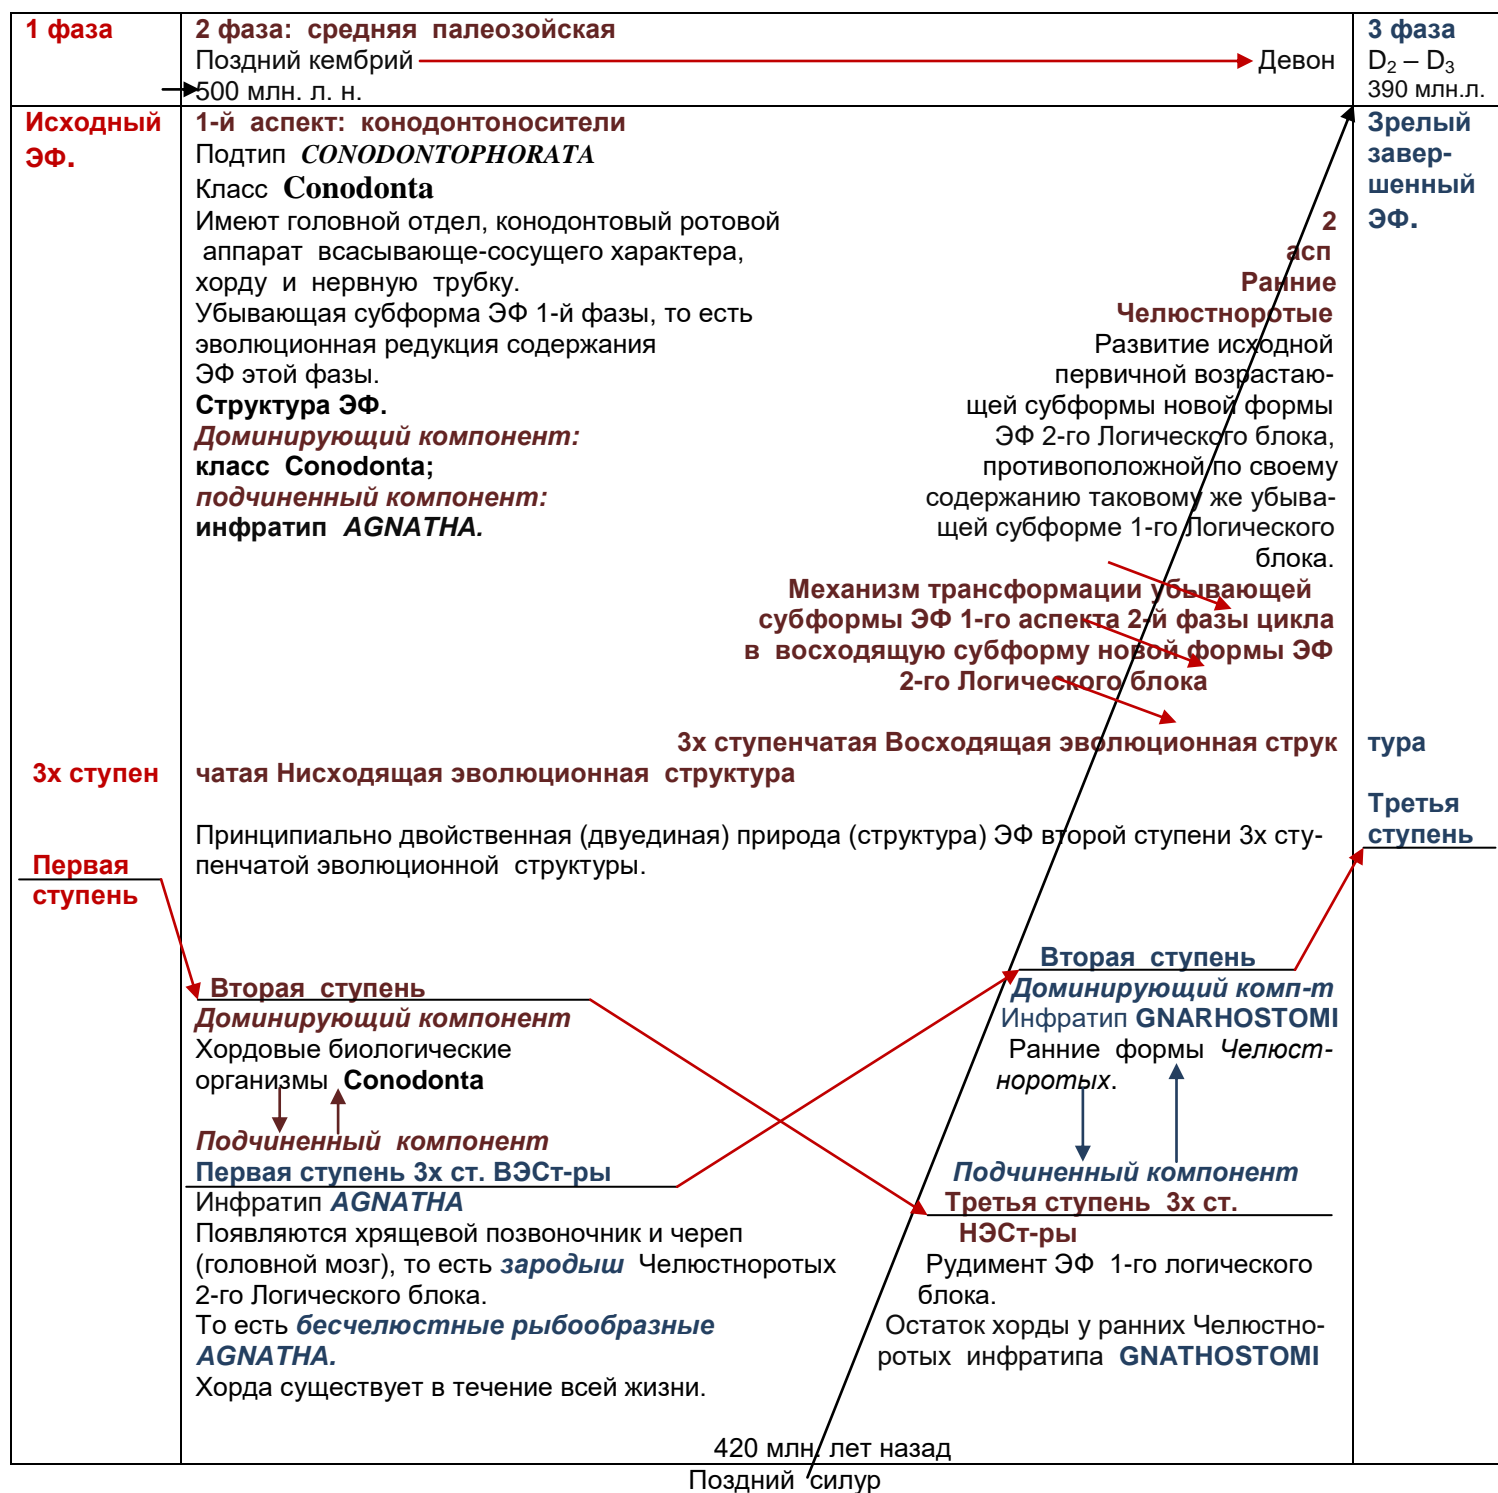 1 фаза
2 фаза: средняя палеозойская
Поздний кембрий Девон
500 млн. л. н.
3 фаза
D2 – D3
390 млн.л.
Исходный
ЭФ.
1-й аспект: конодонтоносители
Подтип CONODONTOPHORATA
Класс Conodonta
Имеют головной отдел, конодонтовый ротовой
аппарат всасывающе-сосущего характера,
хорду и нервную трубку.
Убывающая субформа ЭФ 1-й фазы, то есть
эволюционная редукция содержания
ЭФ этой фазы.
Структура ЭФ.
Доминирующий компонент:
класс Conodonta;
подчиненный компонент:
инфратип AGNATHA.
2
асп
Ранние
Челюстноротые
Развитие исходной
первичной возрастаю-
щей субформы новой формы
ЭФ 2-го Логического блока,
противоположной по своему
содержанию таковому же убыва-
щей субформе 1-го Логического
блока.
Механизм трансформации убывающей
субформы ЭФ 1-го аспекта 2-й фазы цикла
в восходящую субформу новой формы ЭФ
2-го Логического блока
Зрелый
завер-
шенный
ЭФ.
3х ступенчатая Восходящая эволюционная струк тура
3х ступен чатая Нисходящая эволюционная структура
Принципиально двойственная (двуединая) природа (структура) ЭФ второй ступени 3х сту-
пенчатой эволюционной структуры.
Третья
ступень
Первая
ступень
Вторая ступень
Доминирующий компонент
Хордовые биологические
организмы Conodonta
Подчиненный компонент
Первая ступень 3х ст. ВЭСт-ры
Инфратип AGNATHA
Появляются хрящевой позвоночник и череп
(головной мозг), то есть зародыш Челюстноротых
2-го Логического блока.
То есть бесчелюстные рыбообразные
AGNATHA.
Хорда существует в течение всей жизни.
Вторая ступень
Доминирующий комп-т
Инфратип GNARHOSTOMI
Ранние формы Челюст-
норотых.
Подчиненный компонент
Третья ступень 3х ст.
НЭСт-ры
Рудимент ЭФ 1-го логического
блока.
Остаток хорды у ранних Челюстно-
ротых инфратипа GNATHOSTOMI
420 млн. лет назад
Поздний силур